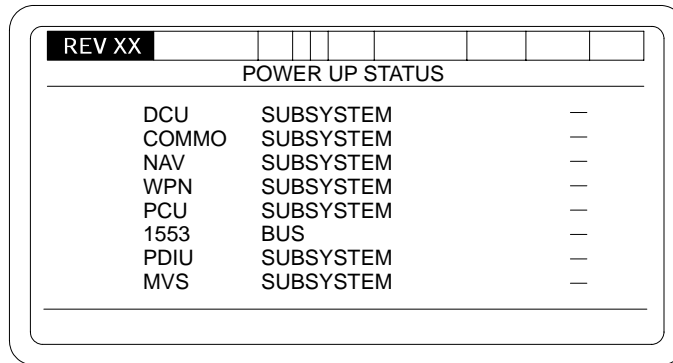 REV XX
POWER UP STATUS
DCU SUBSYSTEM —
COMMO SUBSYSTEM —
NAV SUBSYSTEM —
WPN SUBSYSTEM —
PCU SUBSYSTEM —
1553 BUS —
PDIU SUBSYSTEM —
MVS SUBSYSTEM —